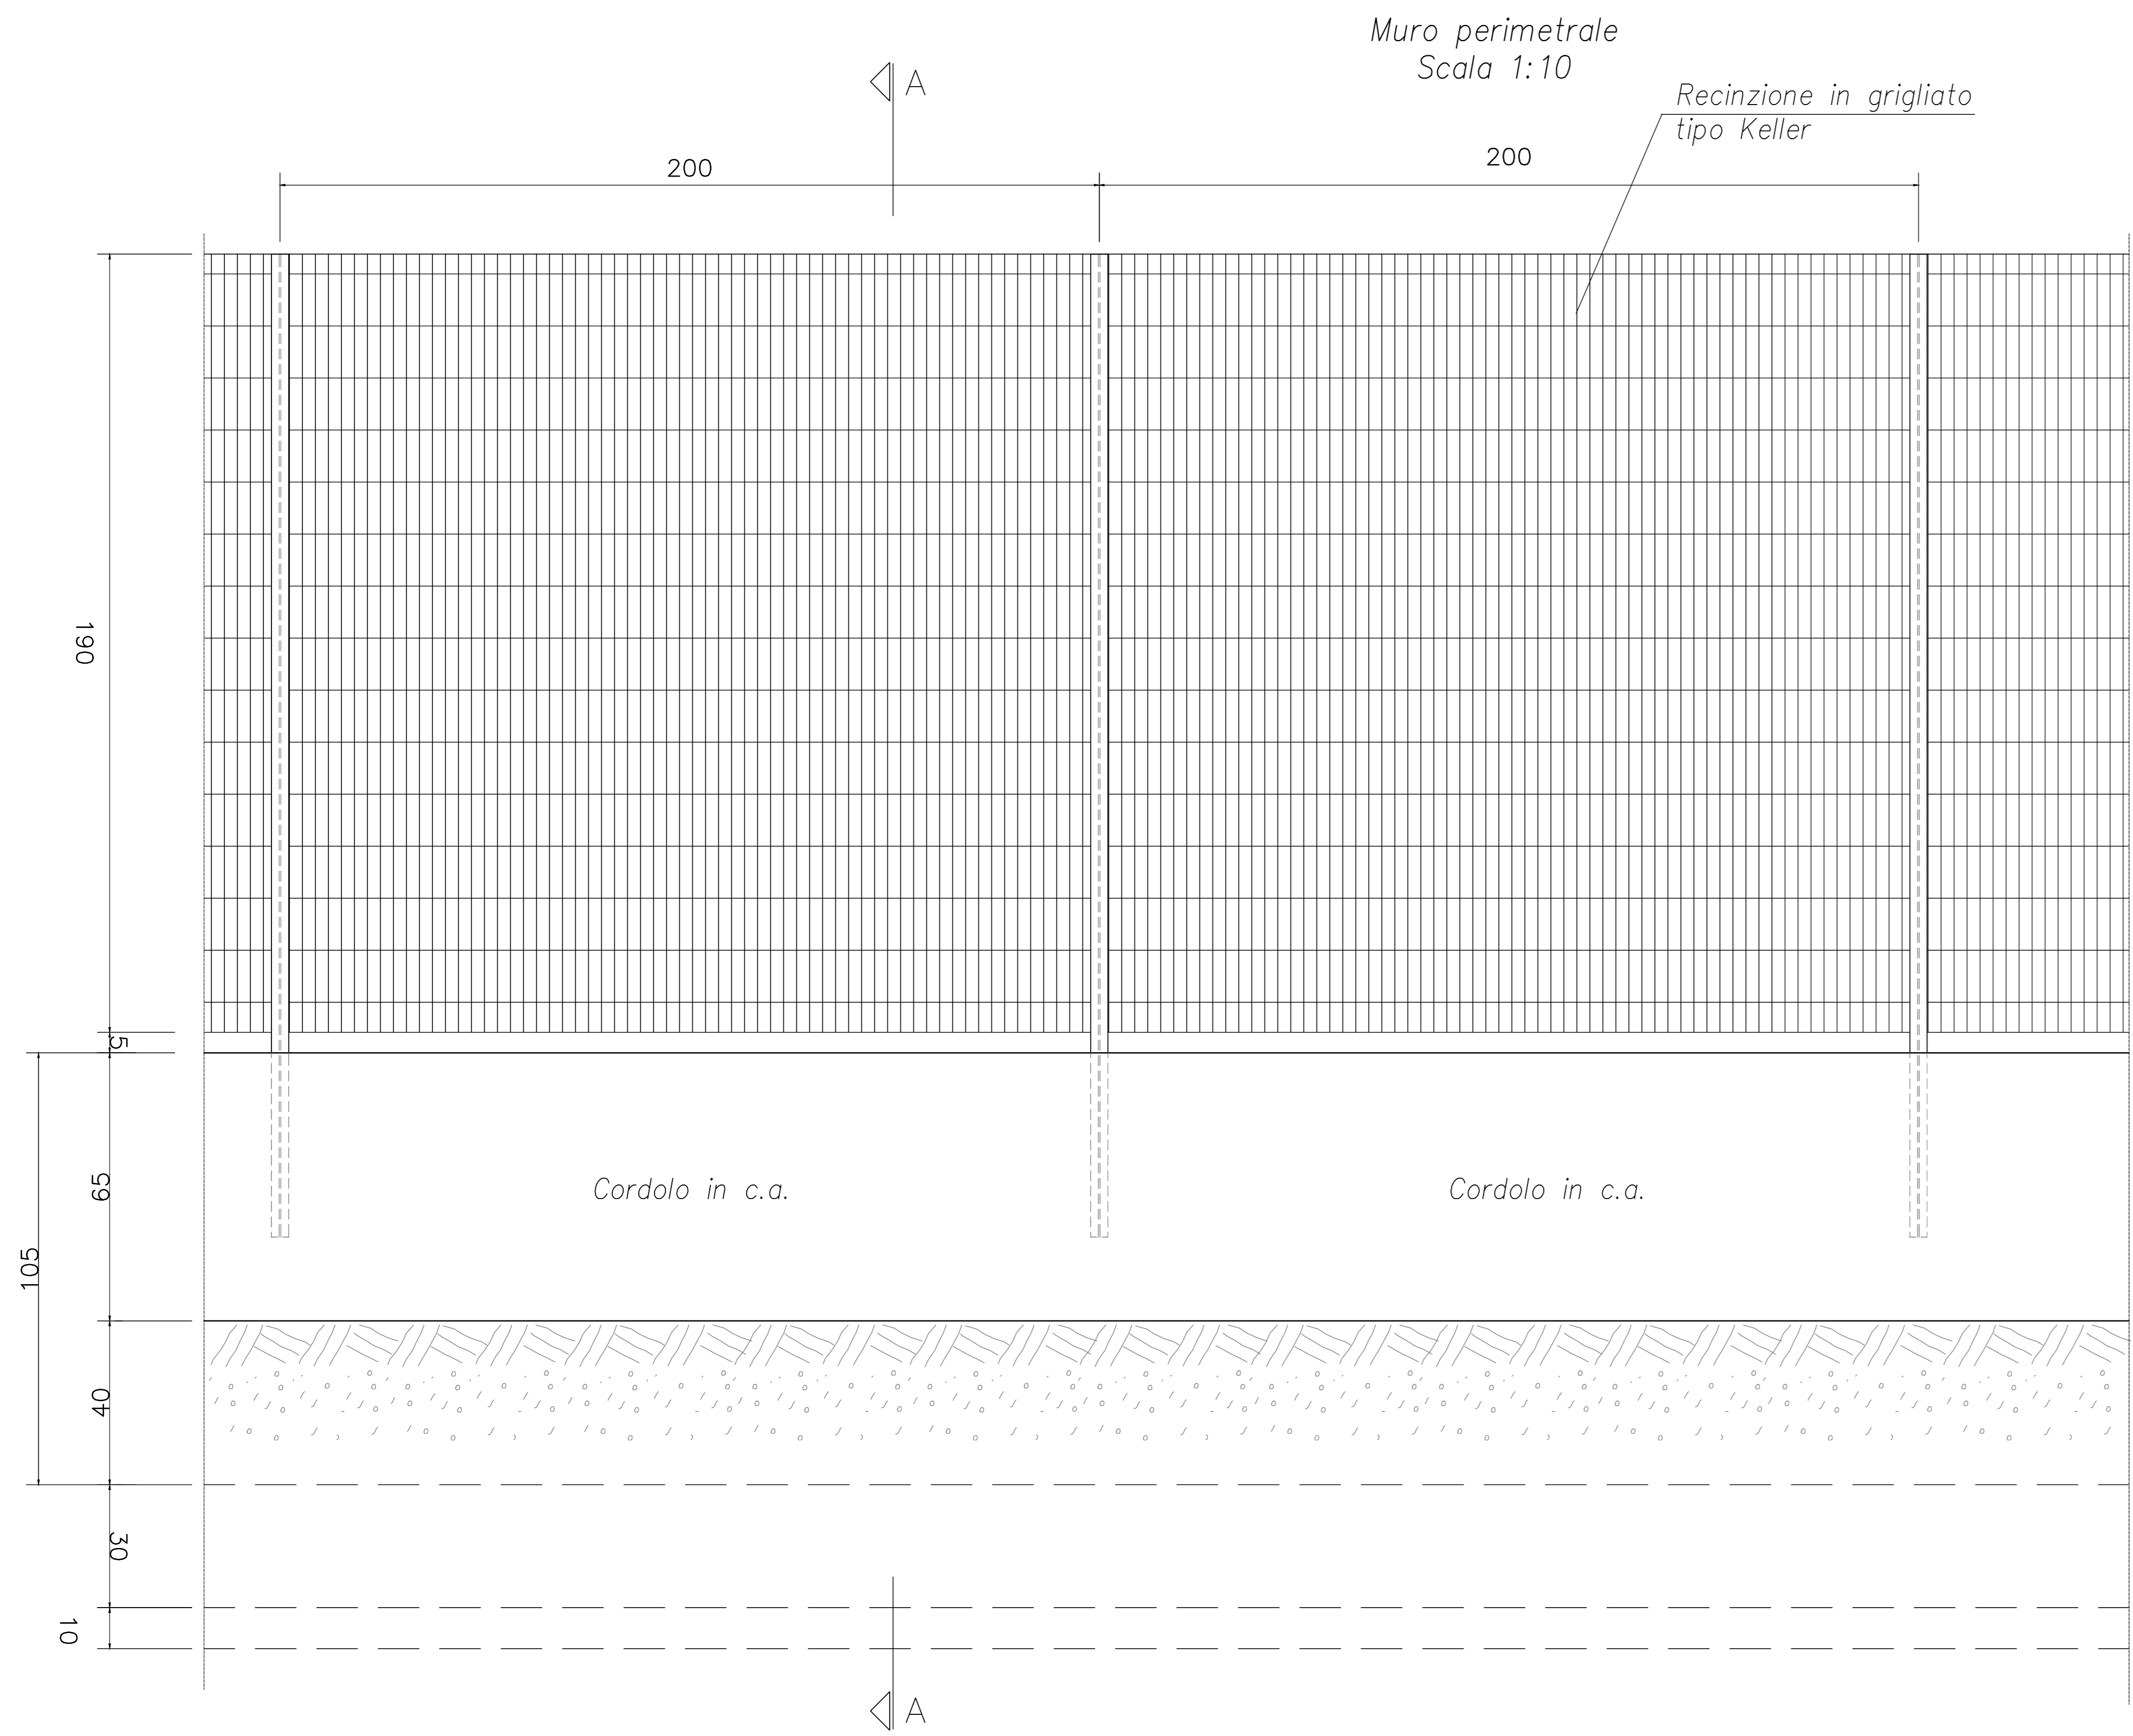 Muro perimetrale
Scala 1:10
A
Recinzione in grigliato
tipo Keller
200
200
190
5
65
Cordolo in c.a.
Cordolo in c.a.
105
40
30
10
A